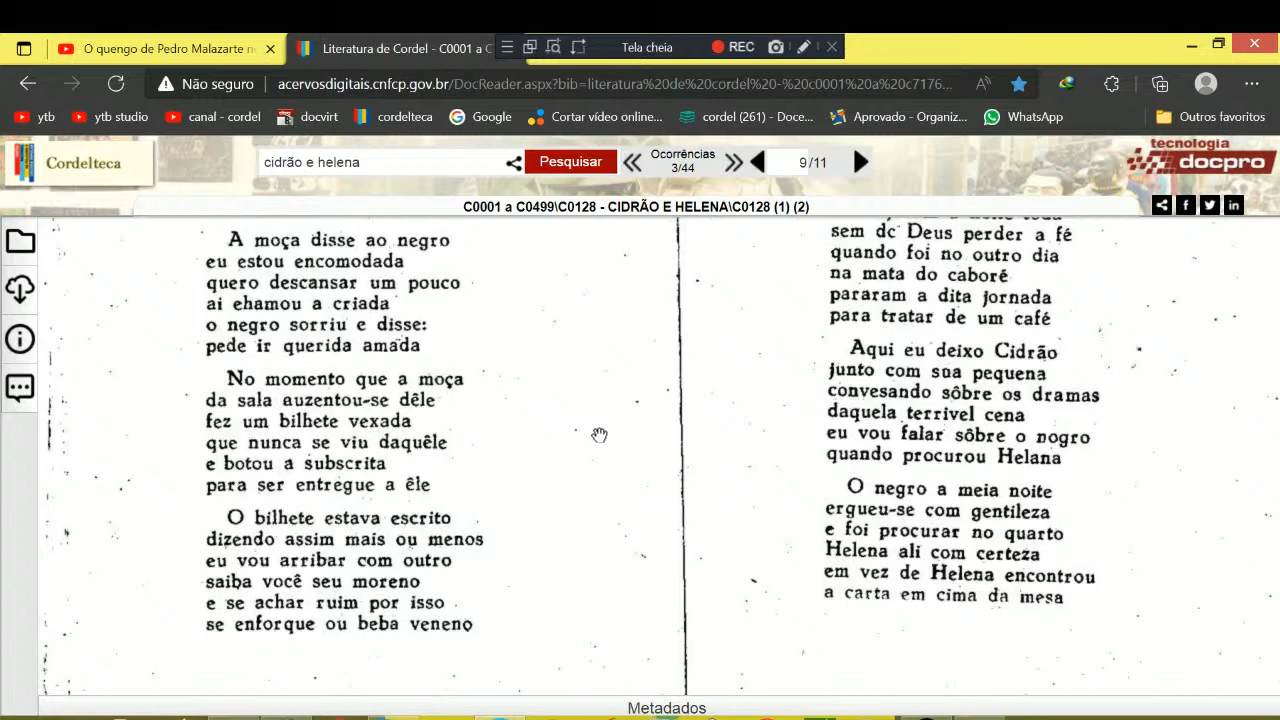 O quengo de Pedro Malazarte n
Literatura de Cordel - C0001 a C
Tela cheia
REC
Não seguro
acervosdigitais.cnfcp.gov.br/DocReader.aspx?bib=literatura%20de%20cordel%20-%20c0001%20a%20c7176...
ytb
ytb studio
canal - cordel
docvirt
cordelteca
Google
Cortar vídeo online...
cordel (261) - Doce...
Aprovado - Organiz...
WhatsApp
Outros favoritos
Cordelteca
cidrão e helena
Pesquisar
Ocorrências
3/44
9/11
tecnologia
docpro
C0001 a C0499\C0128 - CIDRÃO E HELENA\C0128 (1) (2)
A moça disse ao negro
eu estou encomodada
quero descansar um pouco
ai ehamou a criada
o negro sorriu e disse:
pede ir querida amada
No momento que a moça
da sala auzentou-se dêle
fez um bilhete vexada
que nunca se viu daquêle
e botou a subscrita
para ser entregue a êle
O bilhete estava escrito
dizendo assim mais ou menos
eu vou arribar com outro
saiba você seu moreno
e se achar ruim por isso
se enforque ou beba veneno
sem dc Deus perder a fé
quando foi no outro dia
na mata do caboré
pararam a dita jornada
para tratar de um café
Aqui eu deixo Cidrão
junto com sua pequena
convesando sôbre os dramas
daquela terrivel cena
eu vou falar sôbre o nogro
quando procurou Helana
O negro a meia noite
ergueu-se com gentileza
e foi procurar no quarto
Helena ali com certeza
em vez de Helena encontrou
a carta em cima da mesa
Metadados